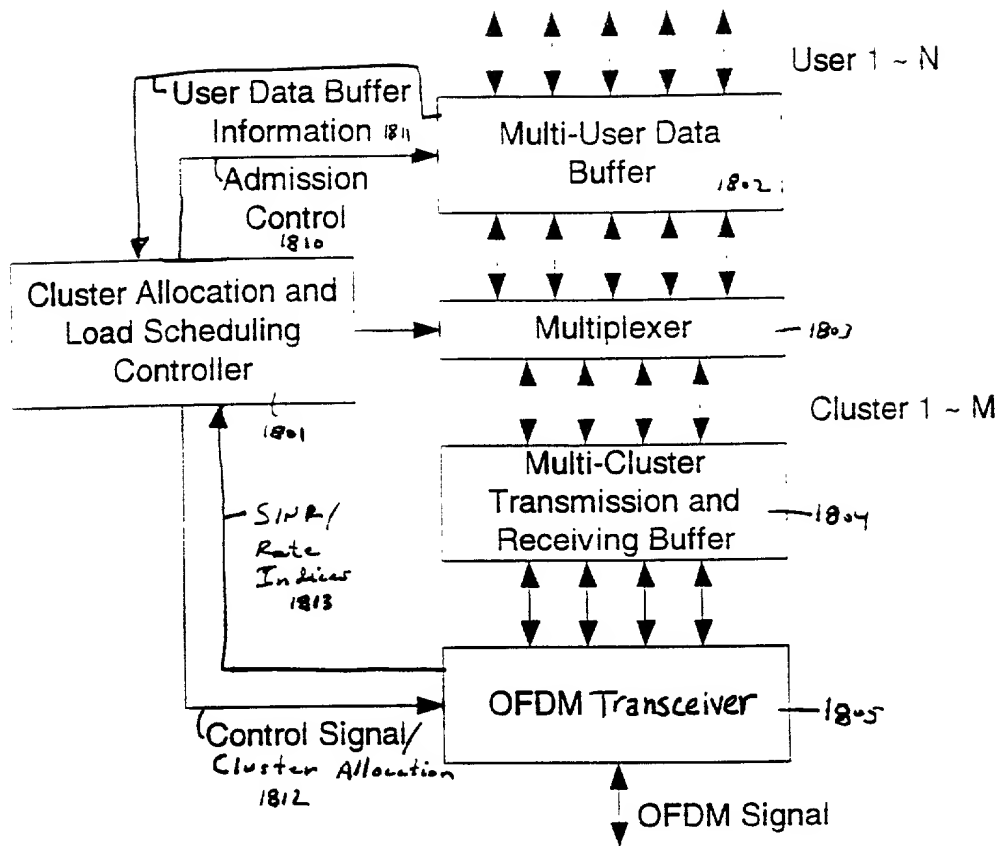 User 1 ~ N
User Data Buffer
Information 1811
Multi-User Data
Buffer
1802
Admission
Control
1810
Cluster Allocation and
Load Scheduling
Controller
1801
Multiplexer
1803
Cluster 1 ~ M
Multi-Cluster
Transmission and
Receiving Buffer
1804
SINR/
Rate
Indices
1813
OFDM Transceiver
1805
Control Signal/
Cluster Allocation
1812
OFDM Signal